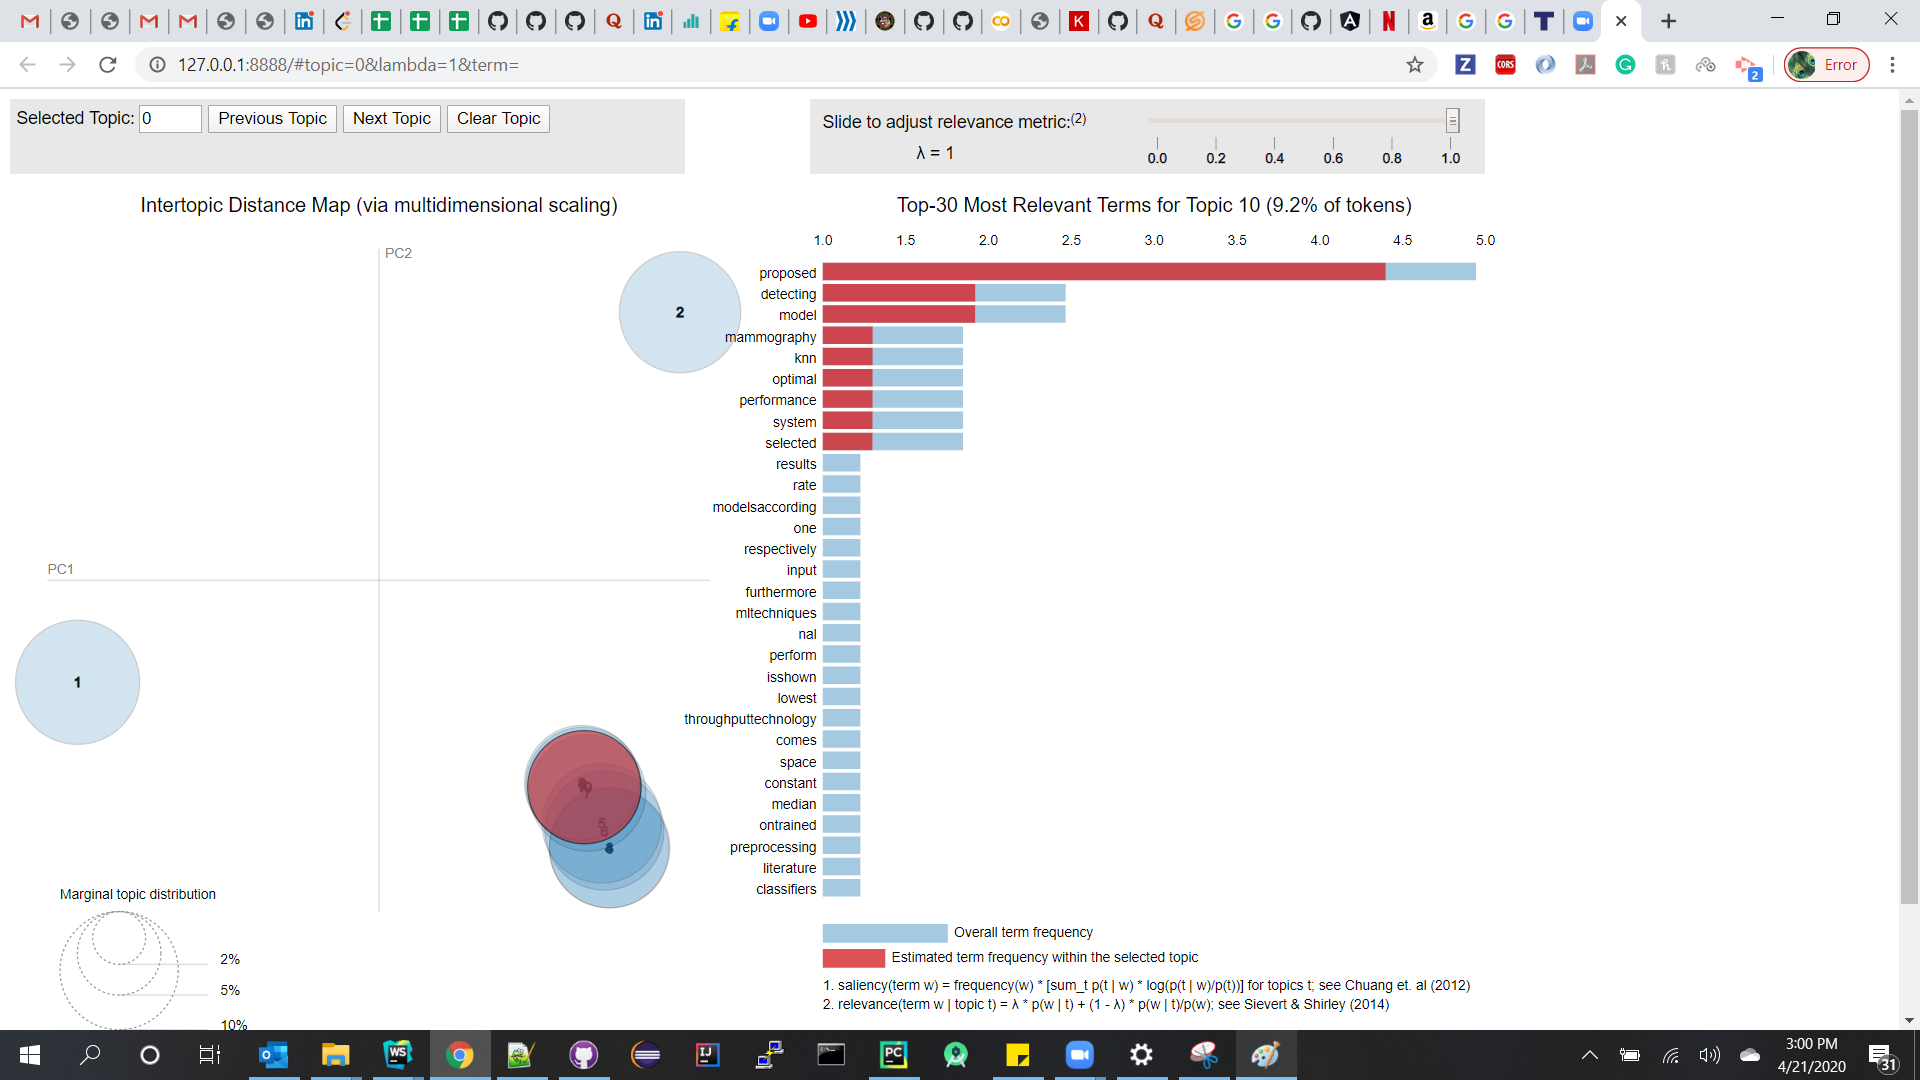 127.0.0.1:8888/#topic=0&lambda=1&term=
Error
Selected Topic: 0 Previous Topic Next Topic Clear Topic
Slide to adjust relevance metric:(2)
λ = 1
0.0 0.2 0.4 0.6 0.8 1.0
Intertopic Distance Map (via multidimensional scaling)
PC2
PC1
2
1
5
Marginal topic distribution
2%
5%
10%
Top-30 Most Relevant Terms for Topic 10 (9.2% of tokens)
1.0 1.5 2.0 2.5 3.0 3.5 4.0 4.5 5.0
proposed
detecting
model
mammography
knn
optimal
performance
system
selected
results
rate
modelsaccording
one
respectively
input
furthermore
mltechniques
nal
perform
isshown
lowest
throughputtechnology
comes
space
constant
median
ontrained
preprocessing
literature
classifiers
Overall term frequency
Estimated term frequency within the selected topic
1. saliency(term w) = frequency(w) * [sum_t p(t | w) * log(p(t | w)/p(t))] for topics t; see Chuang et. al (2012)
2. relevance(term w | topic t) = λ * p(w | t) + (1 - λ) * p(w | t)/p(w); see Sievert & Shirley (2014)
3:00 PM
4/21/2020
31